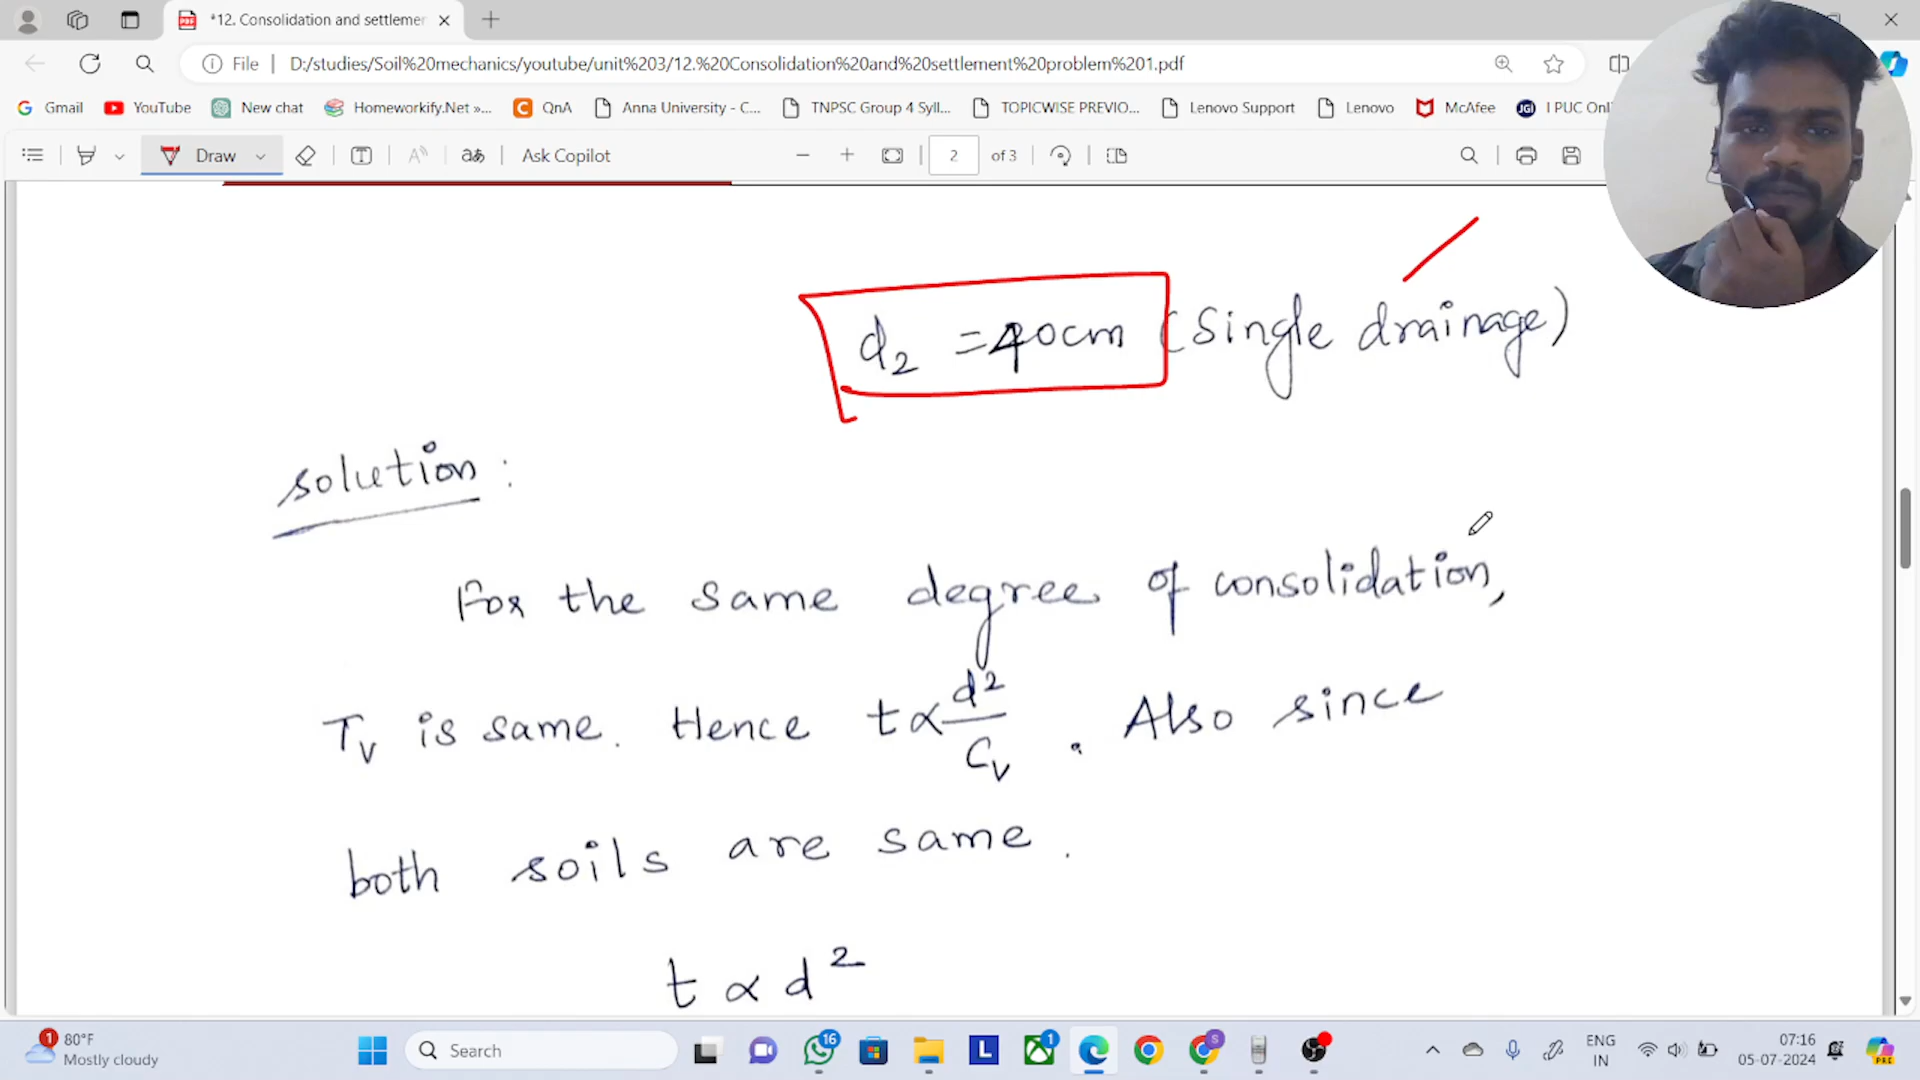 *12. Consolidation and settlemer
File
D:/studies/Soil%20mechanics/youtube/unit%203/12.%20Consolidation%20and%20settlement%20problem%201.pdf
Gmail YouTube New chat Homeworkify.Net »... QnA Anna University - C... TNPSC Group 4 Syll... TOPICWISE PREVIO... Lenovo Support Lenovo McAfee I PUC Onl
Draw Ask Copilot 2 of 3
d₂ = 40cm (Single drainage)
solution :
For the same degree of consolidation,
Tᵥ is same. Hence t ∝ d²/Cᵥ . Also since
both soils are same .
t ∝ d²
80°F
Mostly cloudy
Search
16
1
ENG
IN
07:16
05-07-2024